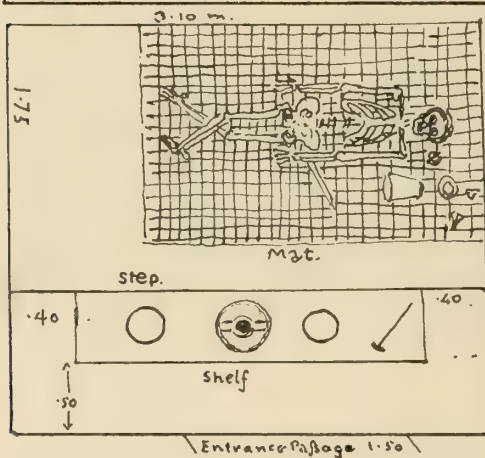 3.10 m.
1.75
Mat.
Step.
.40
.40
.50
Shelf
Entrance Passage 1.50